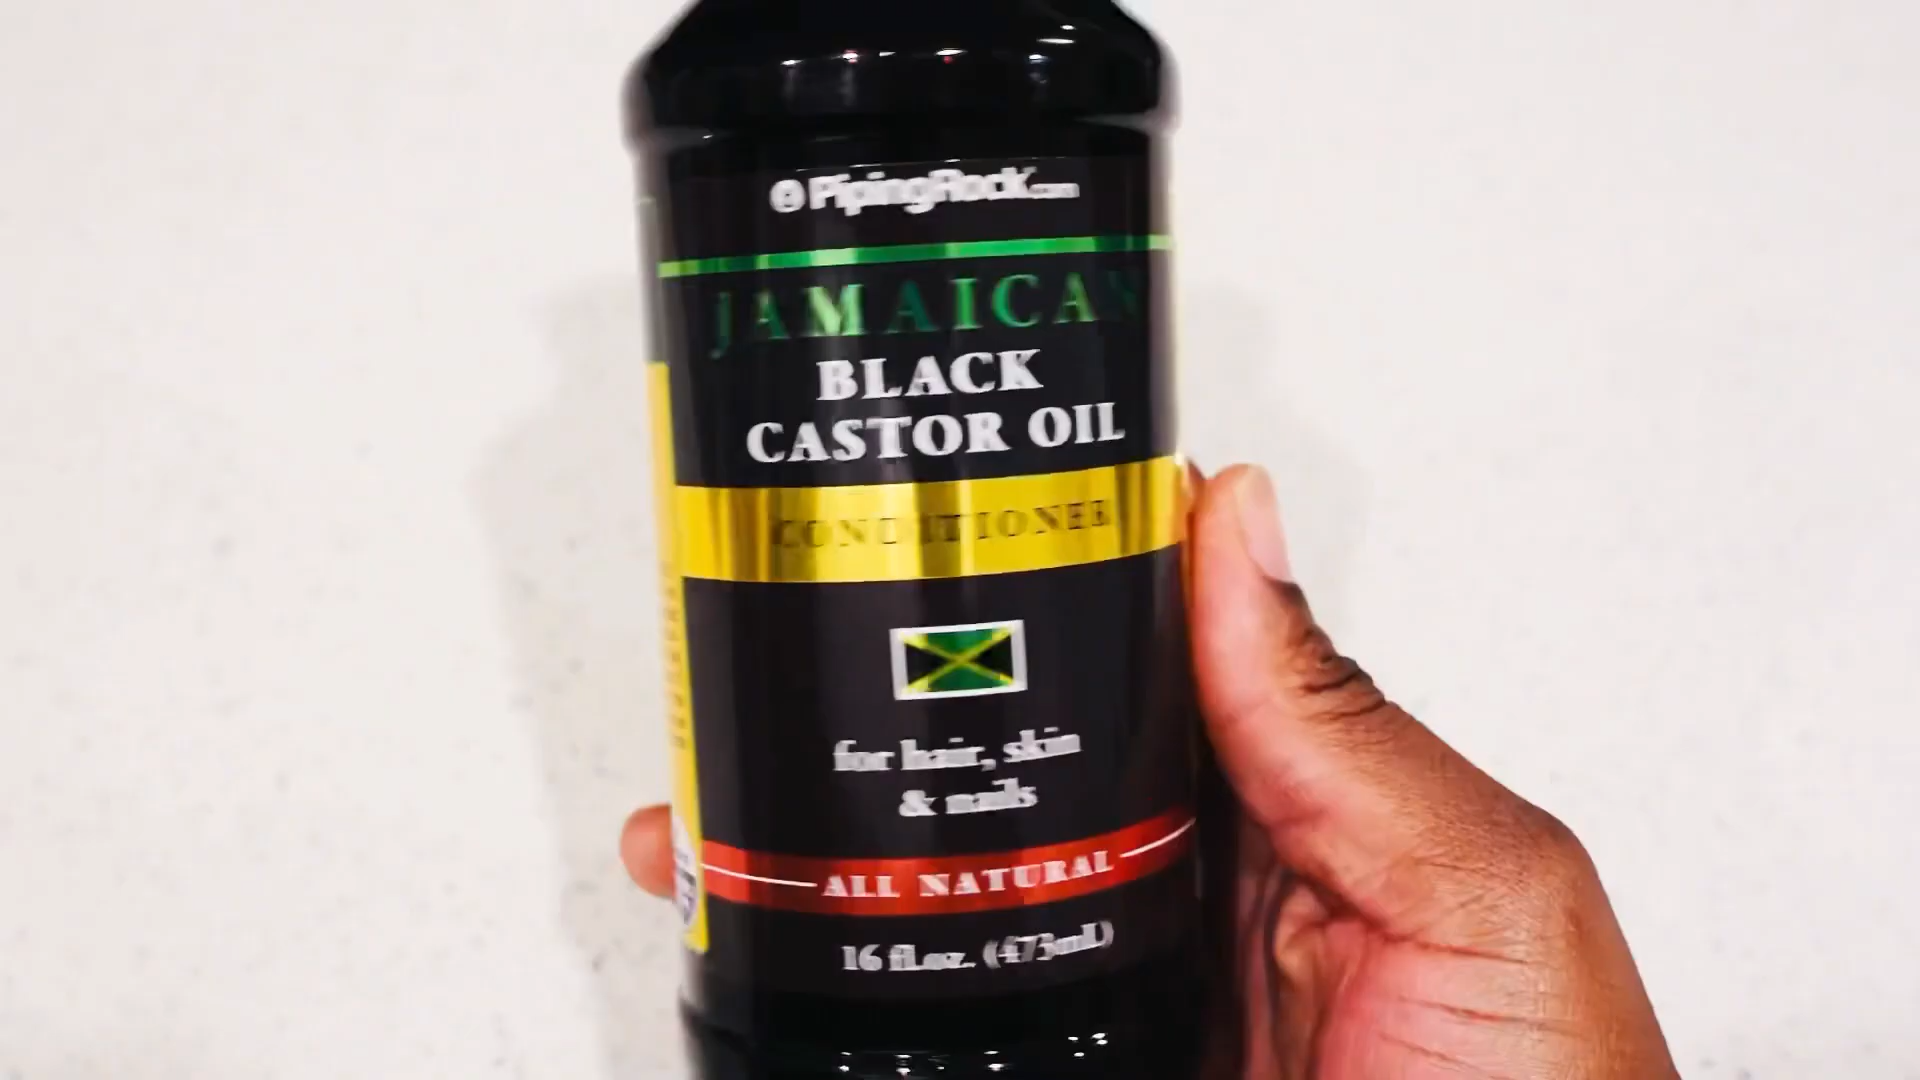 PipingRock.com
JAMAICAN
BLACK
CASTOR OIL
CONDITIONER
for hair, skin
& nails
ALL NATURAL
16 fl.oz. (473mL)